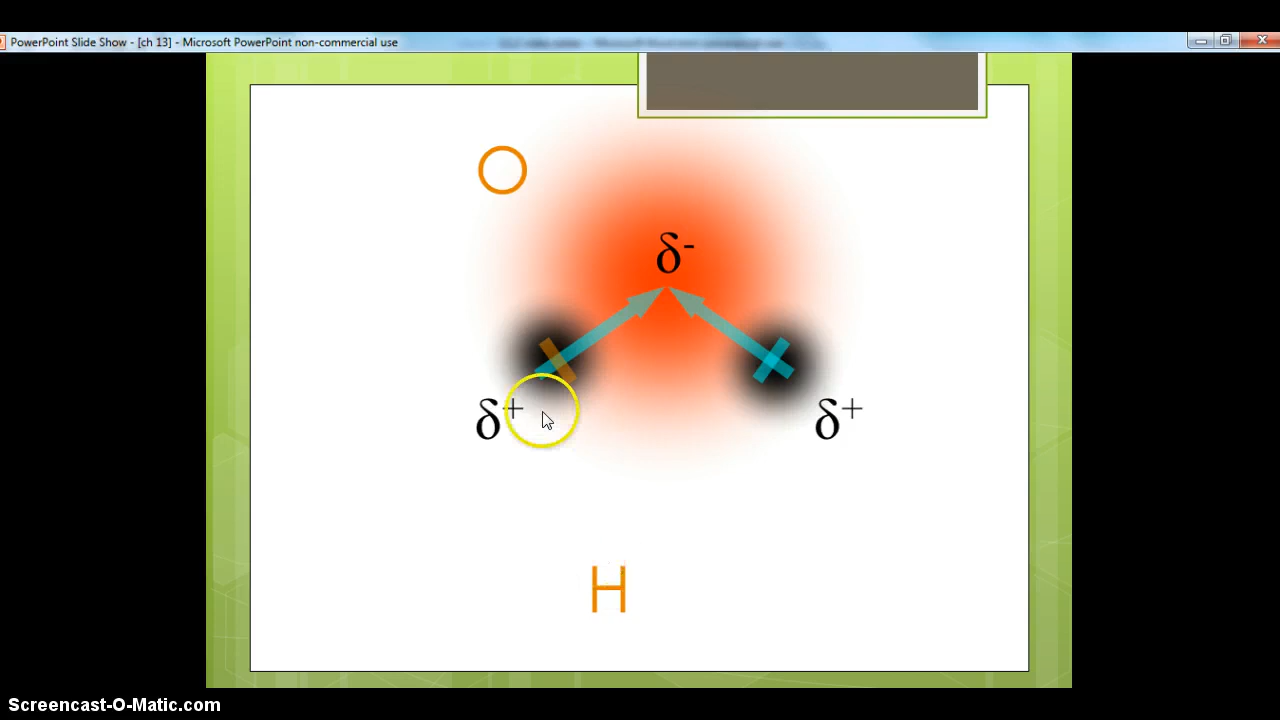 PowerPoint Slide Show - [ch 13] - Microsoft PowerPoint non-commercial use
O
δ-
δ+
δ+
H
Screencast-O-Matic.com